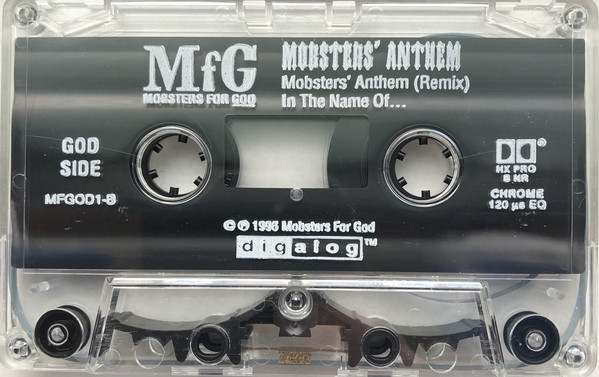 MfG
MOBSTERS FOR GOD
MOBSTERS' ANTHEM
Mobsters' Anthem (Remix)
In The Name Of...
GOD
SIDE
MFGOD1-B
HX PRO
B NR
CHROME
120 µs EQ
© ℗ 1996 Mobsters For God
digalog™